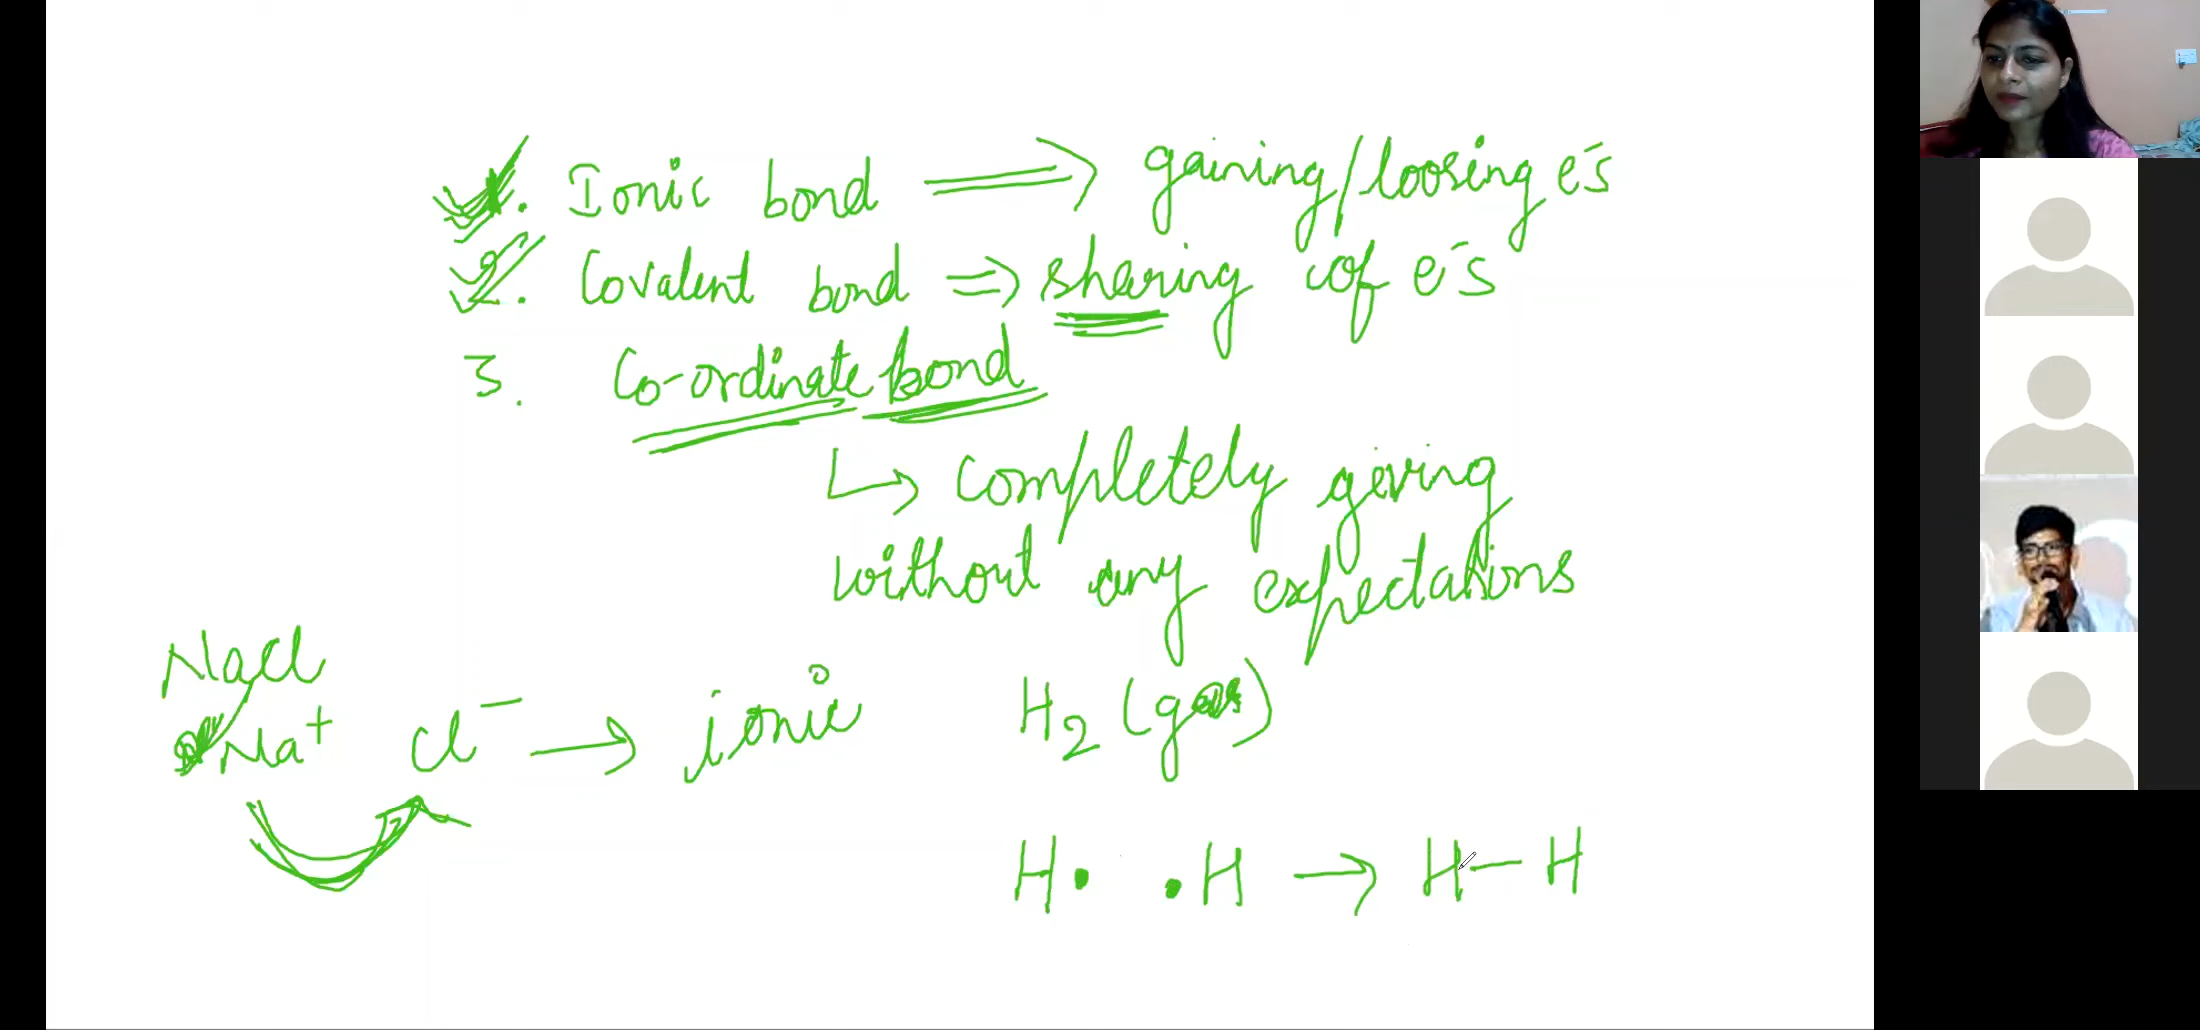 1. Ionic bond ⟹ gaining/loosing e⁻s
2. Covalent bond ⟹ sharing of e⁻s
3. Co-ordinate bond
↳ completely giving
without any expectations
NaCl
Na⁺ Cl⁻ → ionic
H₂ (gas)
H• •H → H—H